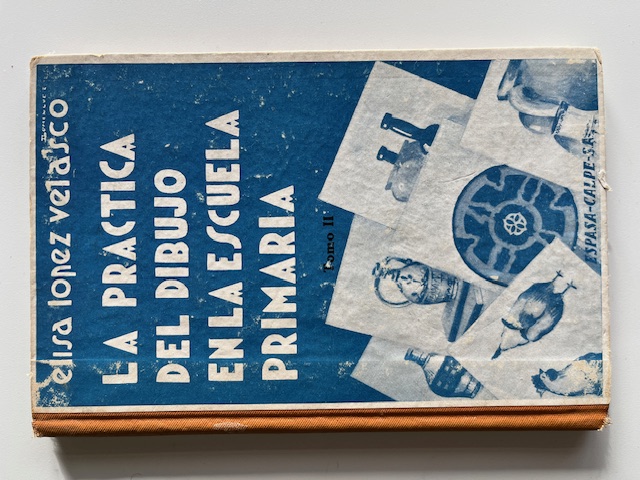 elisa lopez velasco
LA PRACTICA
DEL DIBUJO
EN LA ESCUELA
PRIMARIA
Tomo II
ESPASA-CALPE-S.A.